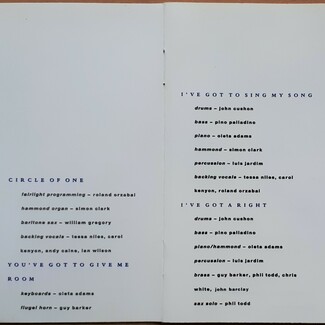 CIRCLE OF ONE
fairlight programming – roland orzabal
hammond organ – simon clark
baritone sax – william gregory
backing vocals – tessa niles, carol
kenyon, andy caine, ian wilson
YOU'VE GOT TO GIVE ME
ROOM
keyboards – oleta adams
flugel horn – guy barker
I'VE GOT TO SING MY SONG
drums – john cushon
bass – pino palladino
piano – oleta adams
hammond – simon clark
percussion – luis jardim
backing vocals – tessa niles, carol
kenyon, roland orzabal
I'VE GOT A RIGHT
drums – john cushon
bass – pino palladino
piano/hammond – oleta adams
percussion – luis jardim
brass – guy barker, phil todd, chris
white, john barclay
sax solo – phil todd